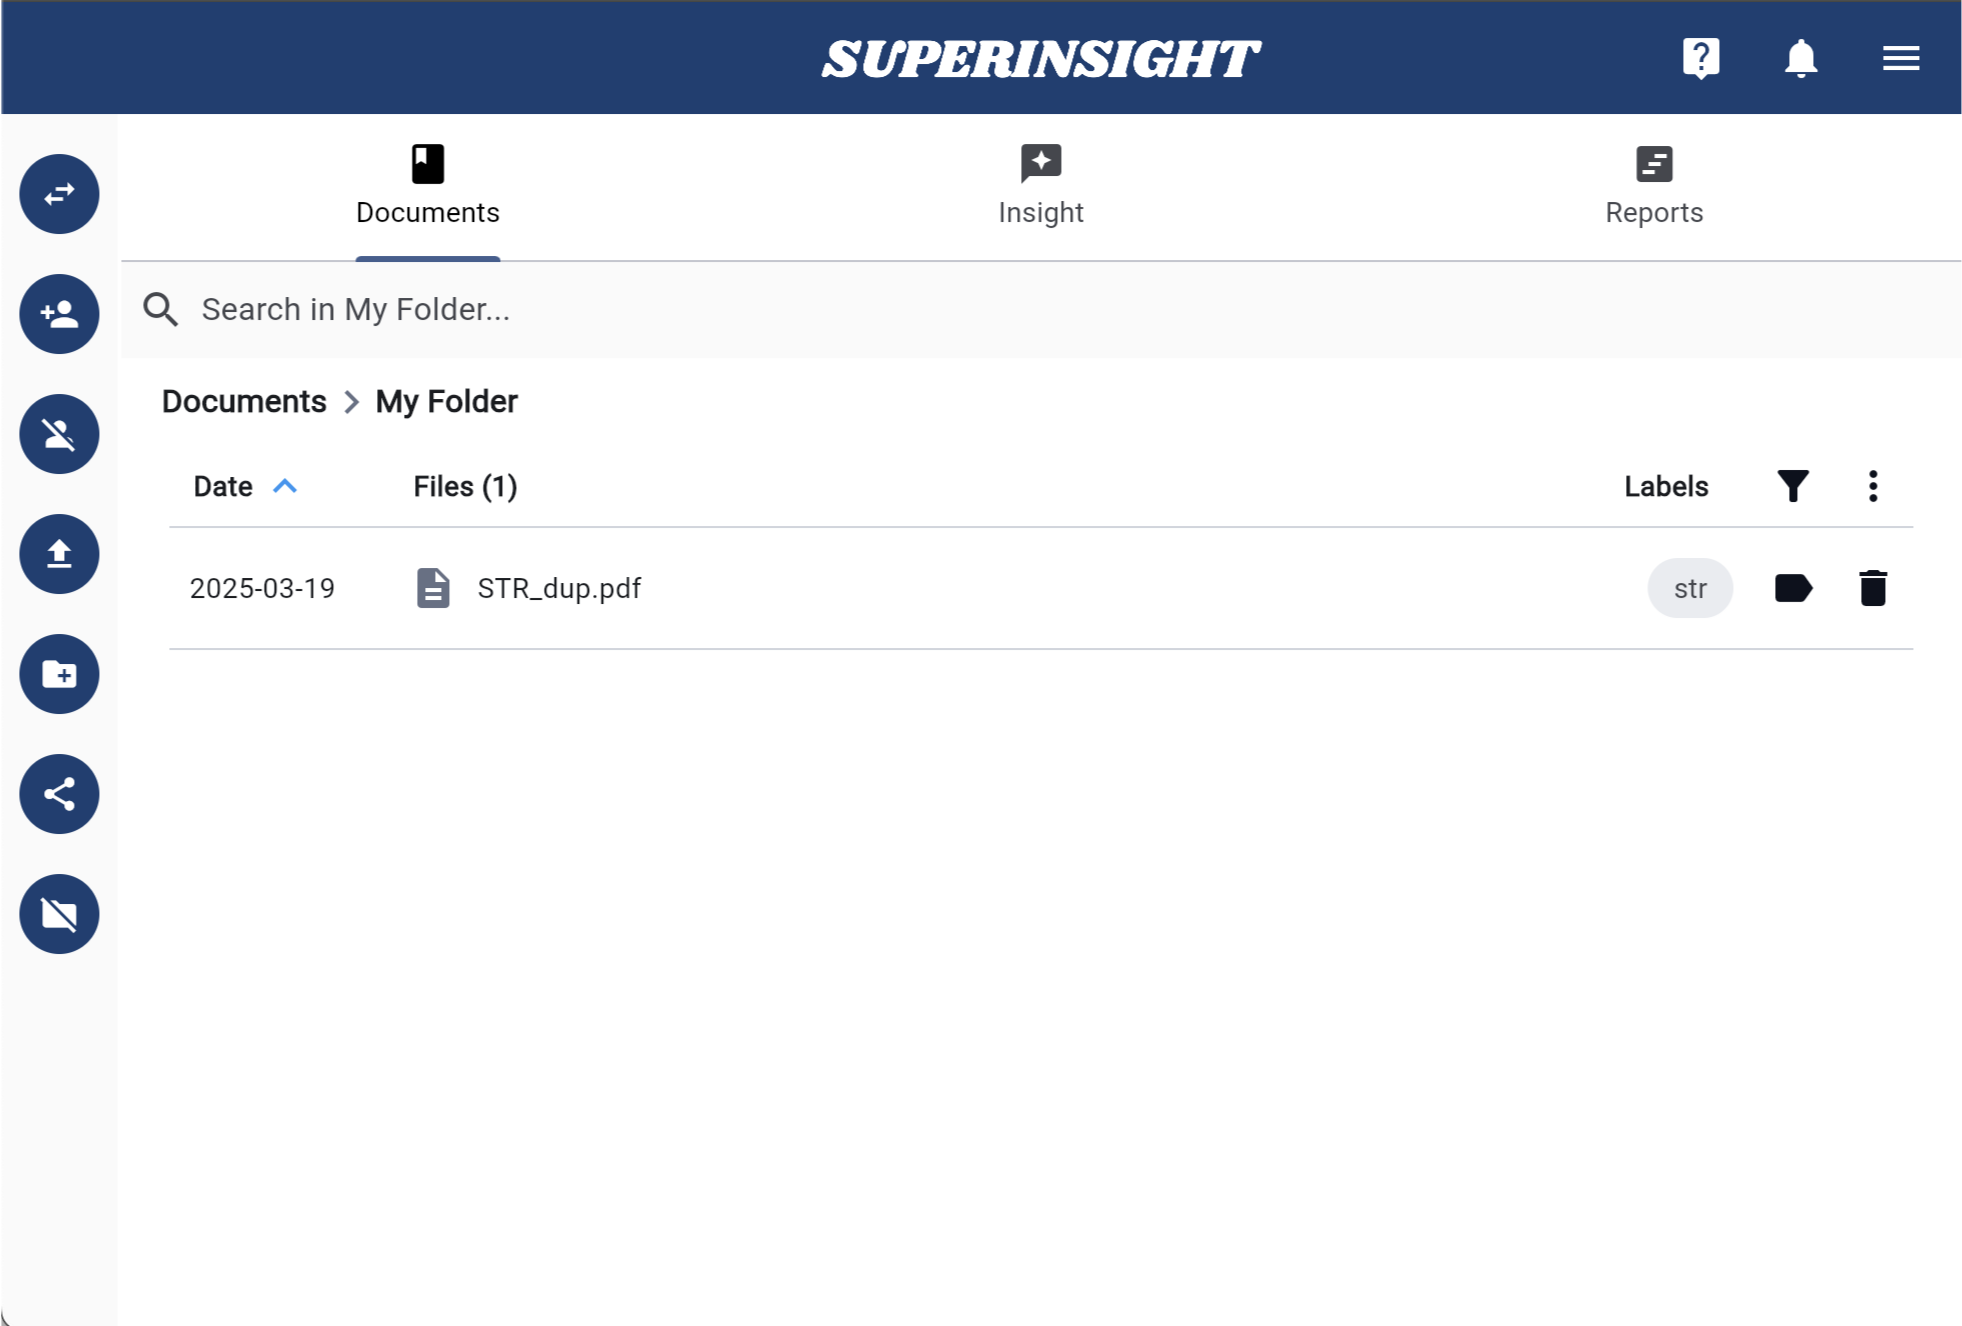 SUPERINSIGHT
Documents
Insight
Reports
Search in My Folder...
Documents > My Folder
Date Files (1) Labels
2025-03-19 STR_dup.pdf str